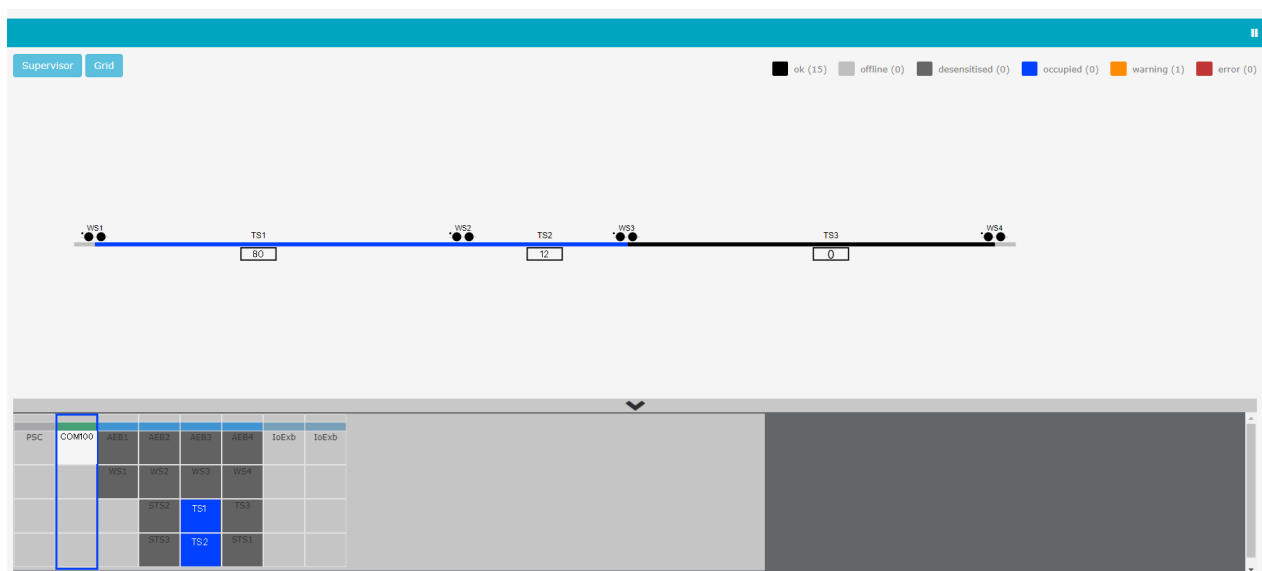 Supervisor Grid
ok (15) offline (0) desensitised (0) occupied (0) warning (1) error (0)
WS1 WS2 WS3 WS4
TS1 TS2 TS3
80 12 0
PSC COM100 AEB1 AEB2 AEB3 AEB4 IoExb IoExb
WS1 WS2 WS3 WS4
STS2 TS1 TS3
STS3 TS2 STS1